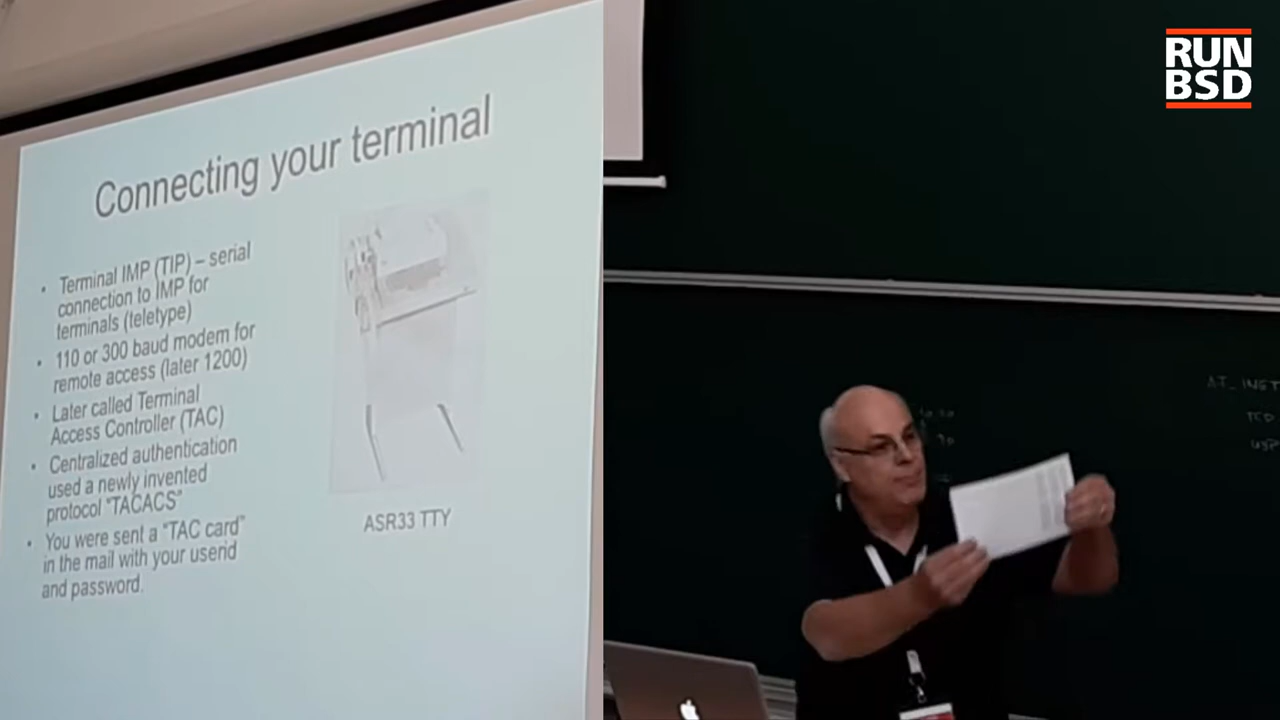 Connecting your terminal
• Terminal IMP (TIP) – serial
connection to IMP for
terminals (teletype)
• 110 or 300 baud modem for
remote access (later 1200)
• Later called Terminal
Access Controller (TAC)
• Centralized authentication
used a newly invented
protocol "TACACS"
• You were sent a "TAC card"
in the mail with your userid
and password.
ASR33 TTY
RUN
BSD